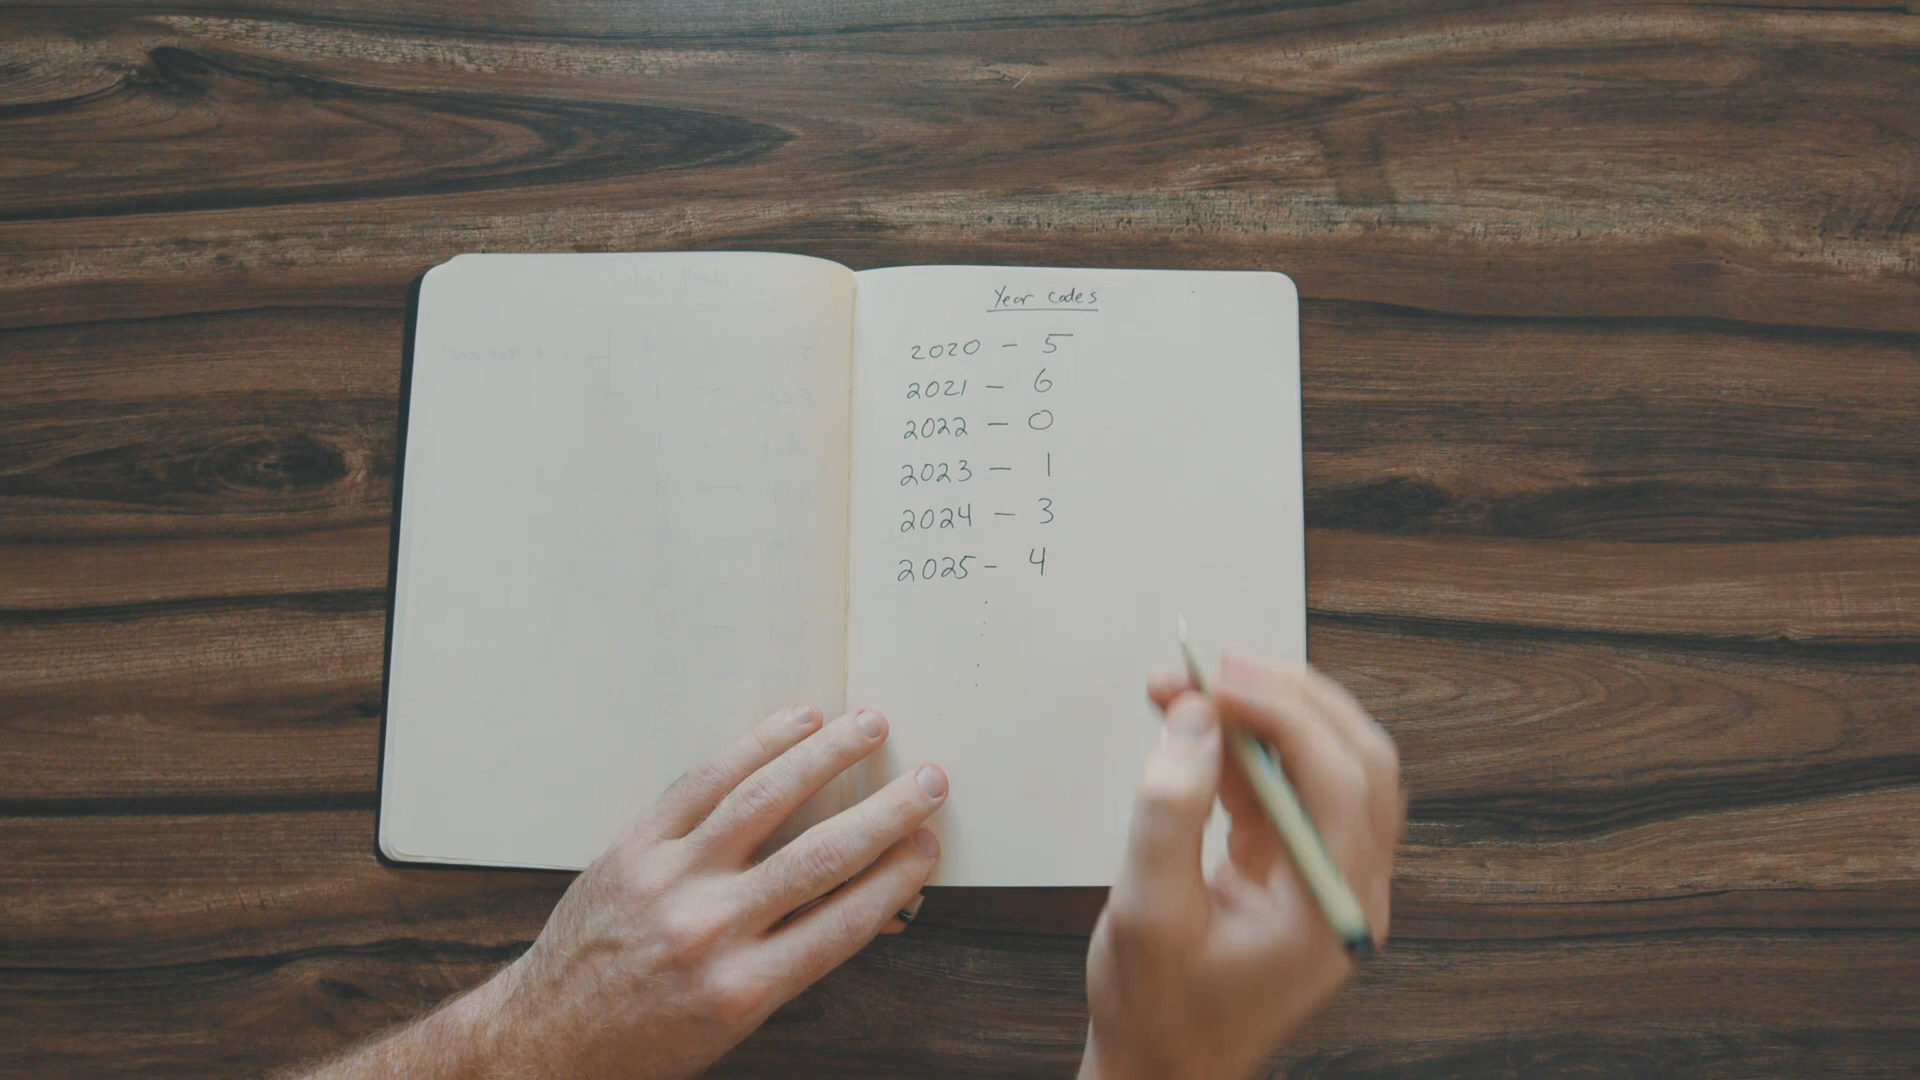 Year codes
2020 - 5
2021 - 6
2022 - 0
2023 - 1
2024 - 3
2025 - 4